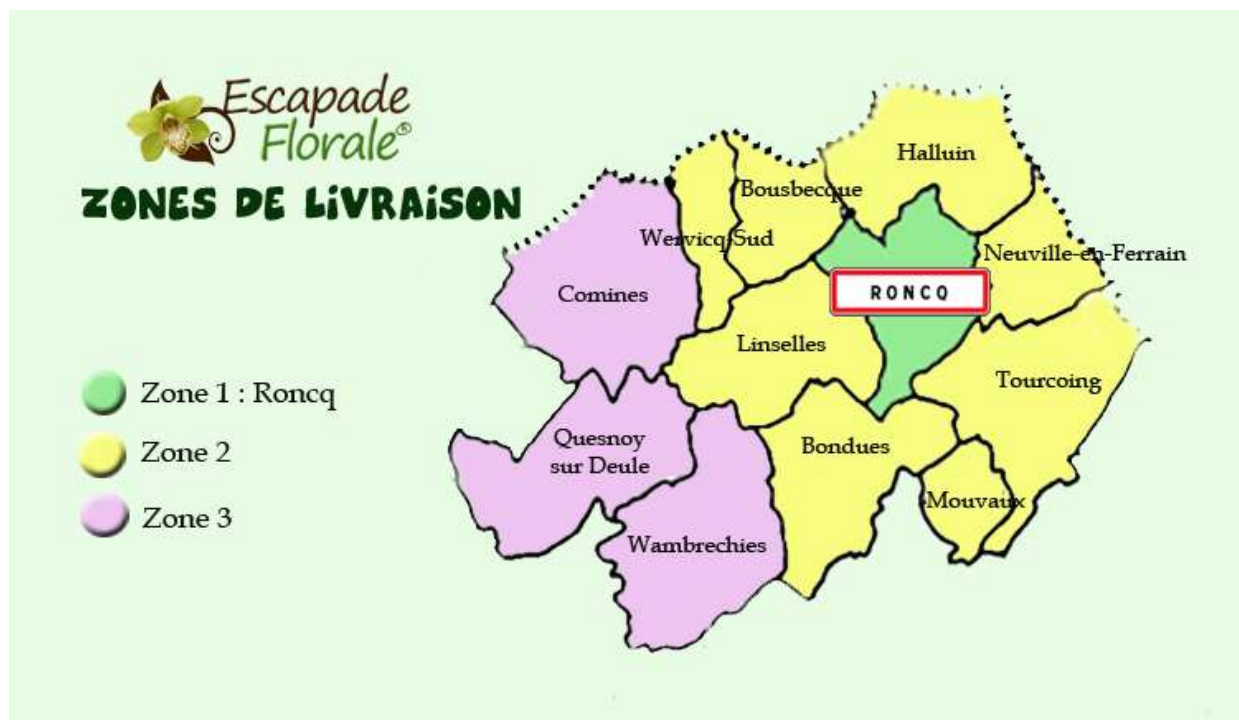 Escapade
Florale®
ZONES DE LiVRAiSON
Halluin
Bousbecque
Wervicq-Sud
Neuville-en-Ferrain
Comines
RONCQ
Linselles
Tourcoing
Zone 1 : Roncq
Quesnoy
sur Deule
Bondues
Zone 2
Mouvaux
Zone 3
Wambrechies